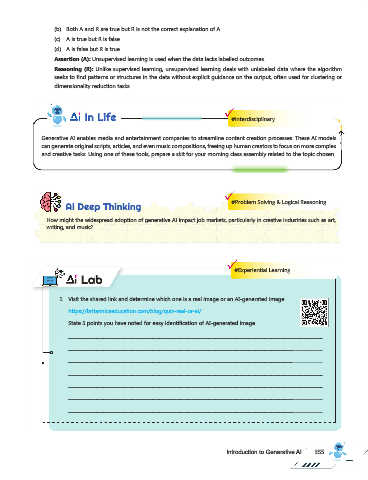 (b) Both A and R are true but R is not the correct explanation of A
(c) A is true but R is false
(d) A is false but R is true
Assertion (A): Unsupervised learning is used when the data lacks labelled outcomes
Reasoning (R): Unlike supervised learning, unsupervised learning deals with unlabeled data where the algorithm
seeks to find patterns or structures in the data without explicit guidance on the output, often used for clustering or
dimensionality reduction tasks
Ai In Life
#Interdisciplinary
Generative AI enables media and entertainment companies to streamline content creation processes. These AI models
can generate original scripts, articles, and even music compositions, freeing up human creators to focus on more complex
and creative tasks. Using one of these tools, prepare a skit for your morning class assembly related to the topic chosen.
Ai Deep Thinking
#Problem Solving & Logical Reasoning
How might the widespread adoption of generative AI impact job markets, particularly in creative industries such as art,
writing, and music?
#Experiential Learning
Ai Lab
1. Visit the shared link and determine which one is a real image or an AI-generated image
https://britannicaeducation.com/blog/quiz-real-or-ai/
State 5 points you have noted for easy identification of AI-generated image
Introduction to Generative AI 355